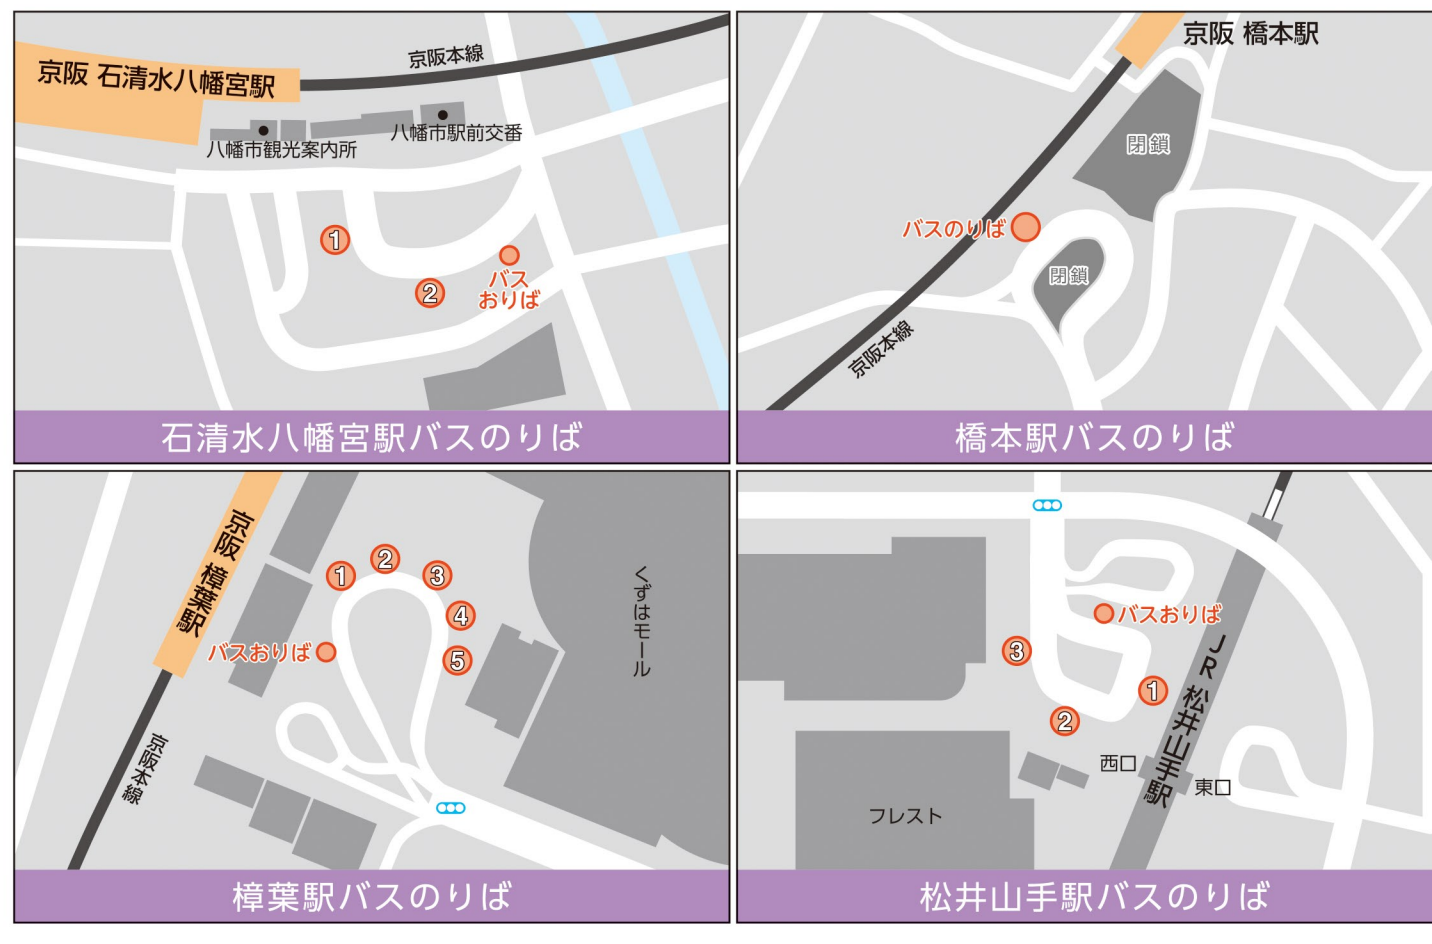 京阪 石清水八幡宮駅
京阪本線
八幡市観光案内所
八幡市駅前交番
1
2
バス
おりば
石清水八幡宮駅バスのりば
京阪 橋本駅
閉鎖
バスのりば
閉鎖
京阪本線
橋本駅バスのりば
京阪 樟葉駅
1
2
3
4
5
バスおりば
くずはモール
京阪本線
樟葉駅バスのりば
バスおりば
3
1
2
JR 松井山手駅
西口
東口
フレスト
松井山手駅バスのりば